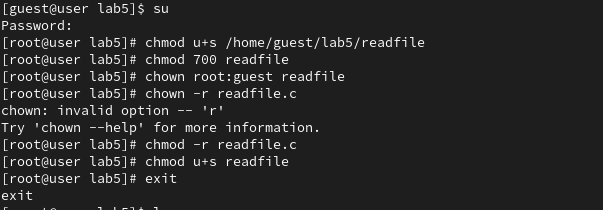 [guest@user lab5]$ su
Password:
[root@user lab5]# chmod u+s /home/guest/lab5/readfile
[root@user lab5]# chmod 700 readfile
[root@user lab5]# chown root:guest readfile
[root@user lab5]# chown -r readfile.c
chown: invalid option -- 'r'
Try 'chown --help' for more information.
[root@user lab5]# chmod -r readfile.c
[root@user lab5]# chmod u+s readfile
[root@user lab5]# exit
exit